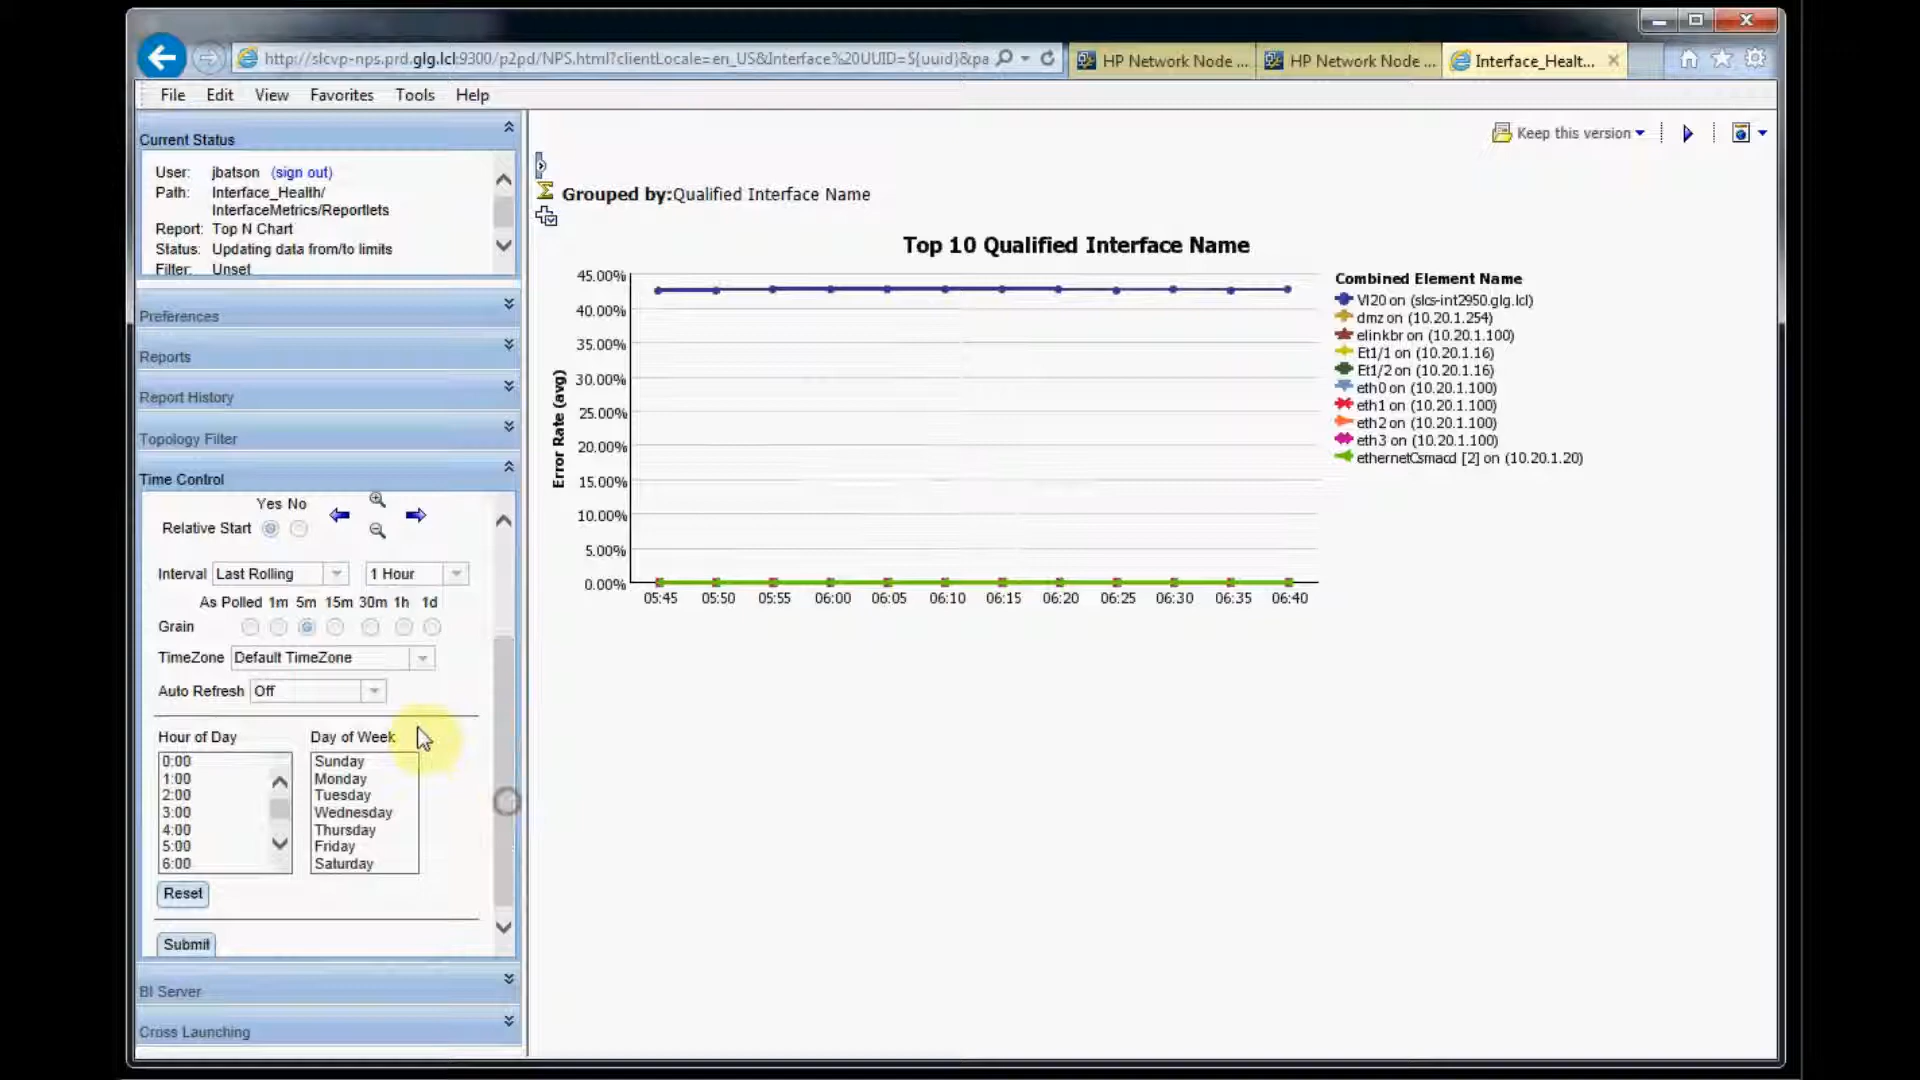 http://slcvp-nps.prd.glg.lcl:9300/p2pd/NPS.html?clientLocale=en_US&Interface%20UUID=${uuid}&pa
HP Network Node ...
HP Network Node ...
Interface_Healt...
File Edit View Favorites Tools Help
Current Status
User: jbatson (sign out)
Path: Interface_Health/
InterfaceMetrics/Reportlets
Report: Top N Chart
Status: Updating data from/to limits
Filter: Unset
Preferences
Reports
Report History
Topology Filter
Time Control
Yes No
Relative Start
Interval Last Rolling 1 Hour
As Polled 1m 5m 15m 30m 1h 1d
Grain
TimeZone Default TimeZone
Auto Refresh Off
Hour of Day
0:00
1:00
2:00
3:00
4:00
5:00
6:00
Day of Week
Sunday
Monday
Tuesday
Wednesday
Thursday
Friday
Saturday
Reset
Submit
BI Server
Cross Launching
Keep this version
Grouped by:Qualified Interface Name
Top 10 Qualified Interface Name
Error Rate (avg)
45.00%
40.00%
35.00%
30.00%
25.00%
20.00%
15.00%
10.00%
5.00%
0.00%
05:45 05:50 05:55 06:00 06:05 06:10 06:15 06:20 06:25 06:30 06:35 06:40
Combined Element Name
Vl20 on (slcs-int2950.glg.lcl)
dmz on (10.20.1.254)
elinkbr on (10.20.1.100)
Et1/1 on (10.20.1.16)
Et1/2 on (10.20.1.16)
eth0 on (10.20.1.100)
eth1 on (10.20.1.100)
eth2 on (10.20.1.100)
eth3 on (10.20.1.100)
ethernetCsmacd [2] on (10.20.1.20)